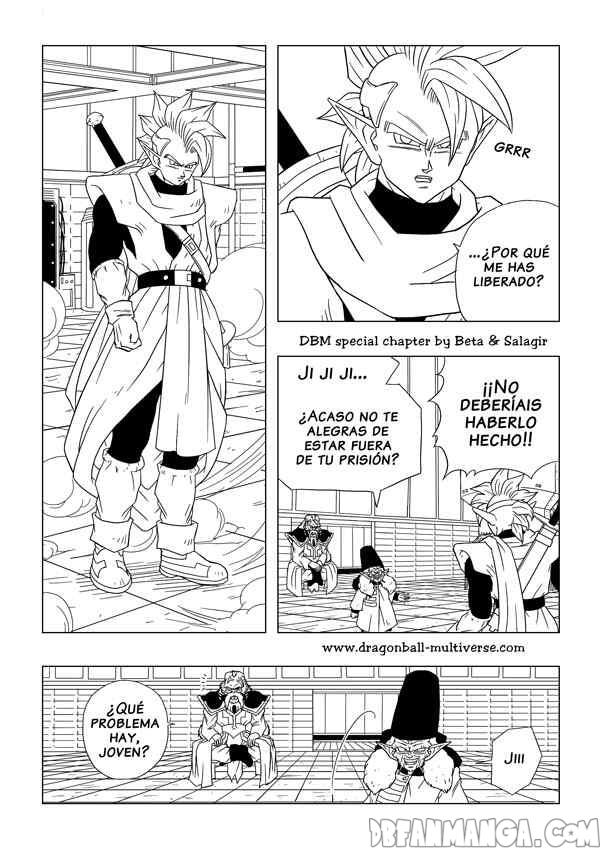 GRRR
...¿POR QUÉ
ME HAS
LIBERADO?
DBM special chapter by Beta & Salagir
JI JI JI...
¿ACASO NO TE
ALEGRAS DE
ESTAR FUERA
DE TU PRISIÓN?
¡¡NO
DEBERÍAIS
HABERLO
HECHO!!
www.dragonball-multiverse.com
¿QUÉ
PROBLEMA
HAY,
JOVEN?
JIII
DBFANMANGA.COM